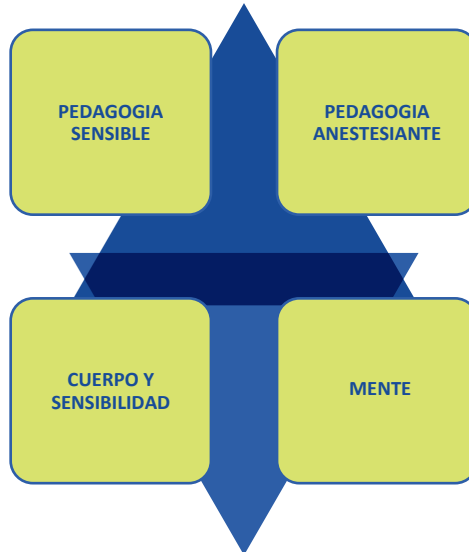 PEDAGOGIA
SENSIBLE
PEDAGOGIA
ANESTESIANTE
CUERPO Y
SENSIBILIDAD
MENTE